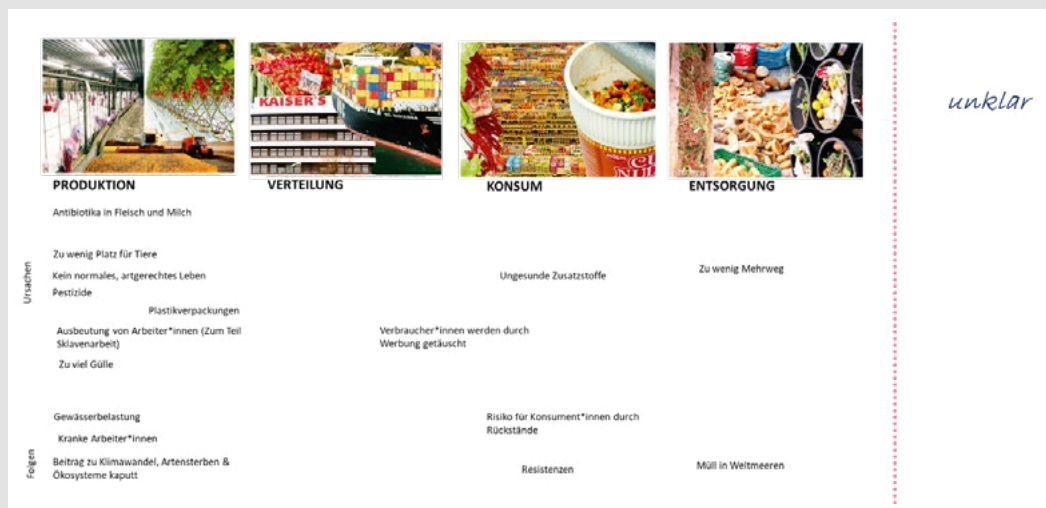 unklar
KAISER'S
PRODUKTION
VERTEILUNG
KONSUM
ENTSORGUNG
Antibiotika in Fleisch und Milch
Ursachen
Zu wenig Platz für Tiere
Kein normales, artgerechtes Leben
Ungesunde Zusatzstoffe
Zu wenig Mehrweg
Pestizide
Plastikverpackungen
Ausbeutung von Arbeiter*innen (Zum Teil
Sklavenarbeit)
Verbraucher*innen werden durch
Werbung getäuscht
Zu viel Gülle
Folgen
Gewässerbelastung
Risiko für Konsument*innen durch
Rückstände
Kranke Arbeiter*innen
Beitrag zu Klimawandel, Artensterben &
Ökosysteme kaputt
Resistenzen
Müll in Weltmeeren